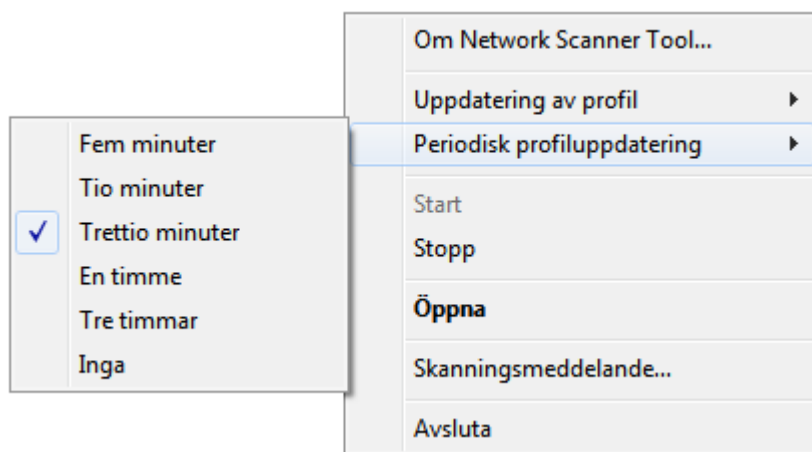 Om Network Scanner Tool...
Uppdatering av profil
Periodisk profiluppdatering
Fem minuter
Tio minuter
Trettio minuter
En timme
Tre timmar
Inga
Start
Stopp
Öppna
Skanningsmeddelande...
Avsluta